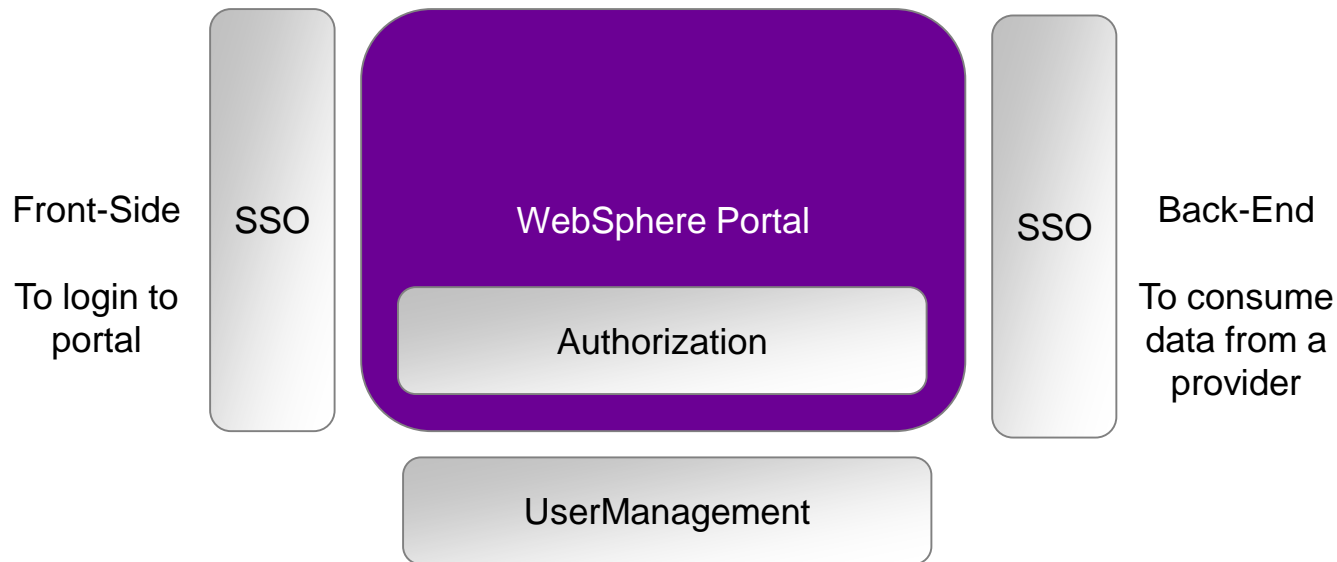 Front-Side
To login to
portal
SSO
WebSphere Portal
Authorization
UserManagement
SSO
Back-End
To consume
data from a
provider